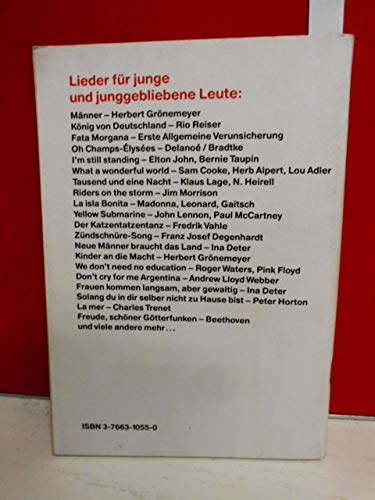 Lieder für junge
und junggebliebene Leute:
Männer – Herbert Grönemeyer
König von Deutschland – Rio Reiser
Fata Morgana – Erste Allgemeine Verunsicherung
Oh Champs-Élysées – Delanoé / Bradtke
I'm still standing – Elton John, Bernie Taupin
What a wonderful world – Sam Cooke, Herb Alpert, Lou Adler
Tausend und eine Nacht – Klaus Lage, N. Heirell
Riders on the storm – Jim Morrison
La isla Bonita – Madonna, Leonard, Gaitsch
Yellow Submarine – John Lennon, Paul McCartney
Der Katzentatzentanz – Fredrik Vahle
Zündschnüre-Song – Franz Josef Degenhardt
Neue Männer braucht das Land – Ina Deter
Kinder an die Macht – Herbert Grönemeyer
We don't need no education – Roger Waters, Pink Floyd
Don't cry for me Argentina – Andrew Lloyd Webber
Frauen kommen langsam, aber gewaltig – Ina Deter
Solang du in dir selber nicht zu Hause bist – Peter Horton
La mer – Charles Trenet
Freude, schöner Götterfunken – Beethoven
und viele andere mehr...
ISBN 3-7663-1055-0